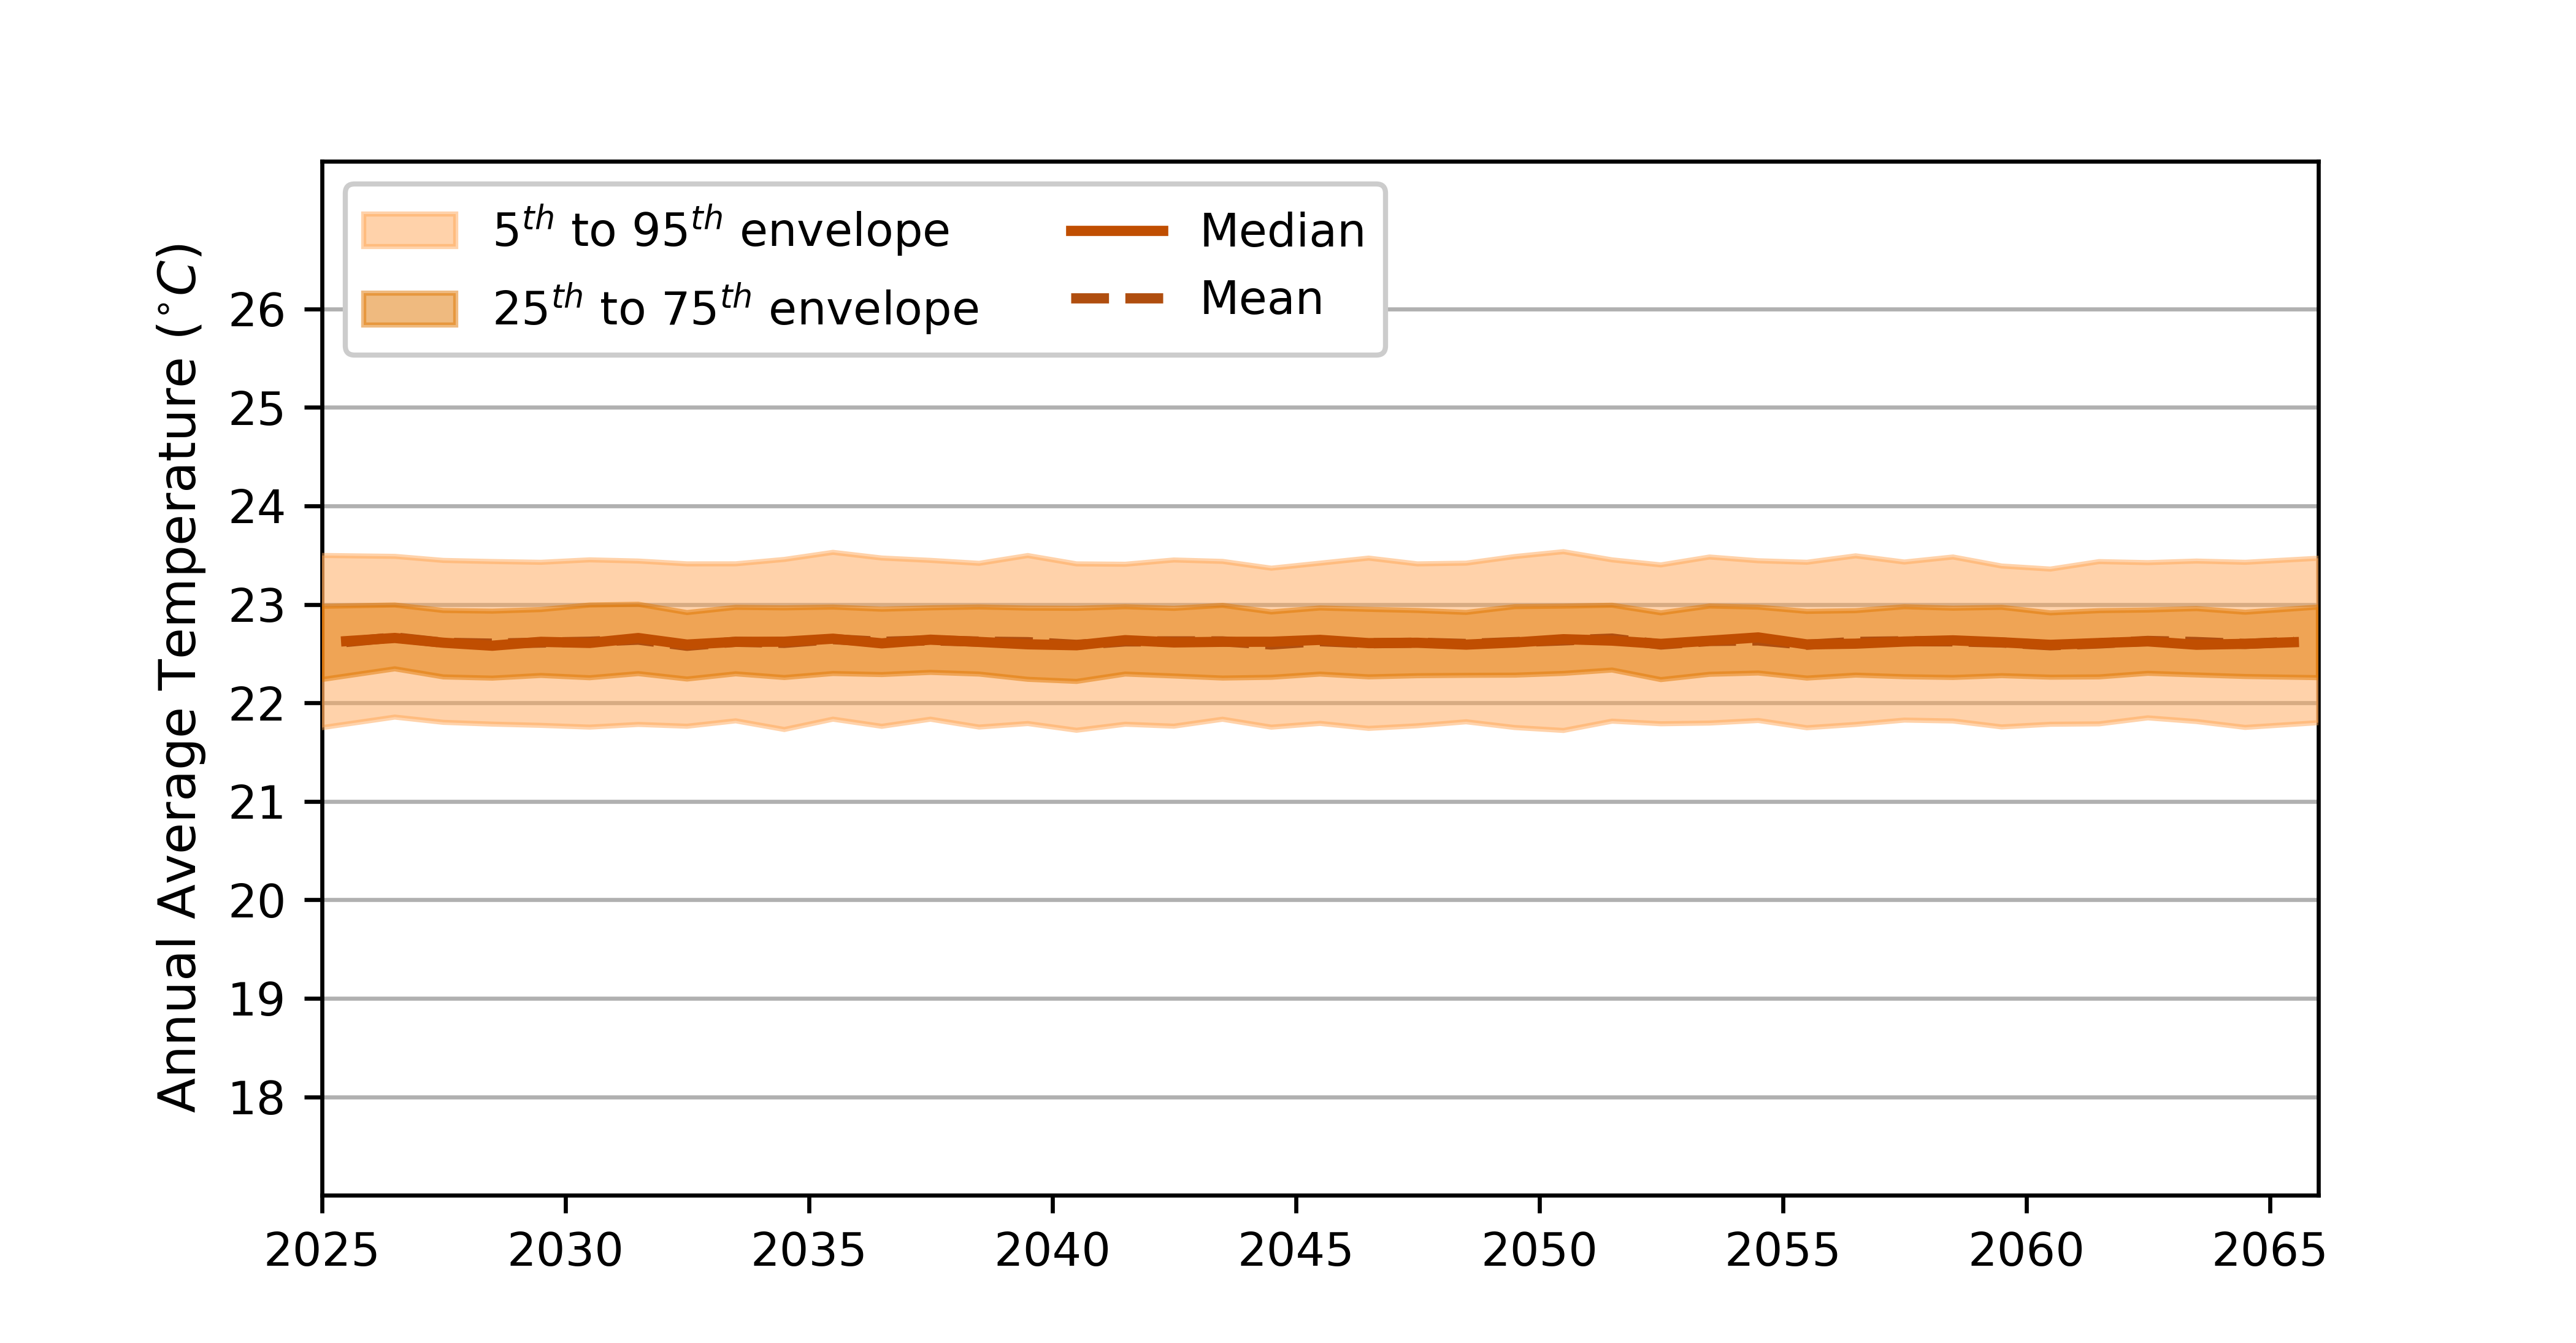 5th to 95th envelope
25th to 75th envelope
Median
Mean
Annual Average Temperature (°C)
26
25
24
23
22
21
20
19
18
2025 2030 2035 2040 2045 2050 2055 2060 2065